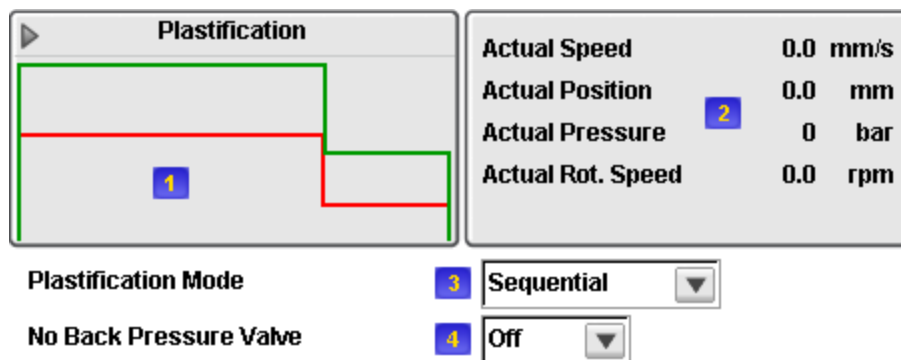 Plastification
1
Actual Speed 0.0 mm/s
Actual Position 0.0 mm
2
Actual Pressure 0 bar
Actual Rot. Speed 0.0 rpm
Plastification Mode 3 Sequential
No Back Pressure Valve 4 Off